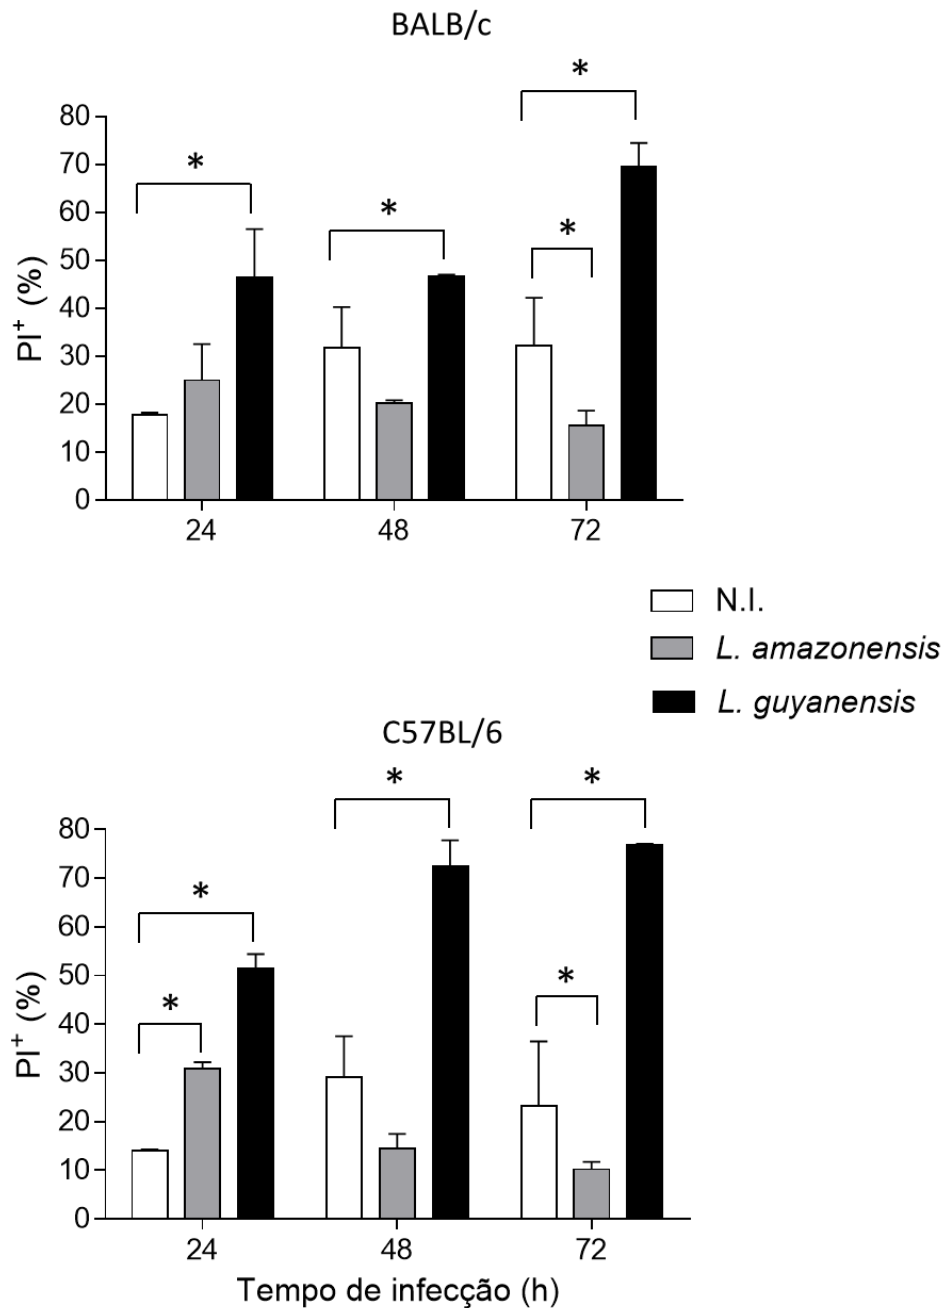 BALB/c
*
*
*
*
80
70
60
50
40
30
20
10
0
PI+ (%)
24 48 72
N.I.
L. amazonensis
L. guyanensis
C57BL/6
*
*
*
*
*
80
70
60
50
40
30
20
10
0
PI+ (%)
24 48 72
Tempo de infecção (h)